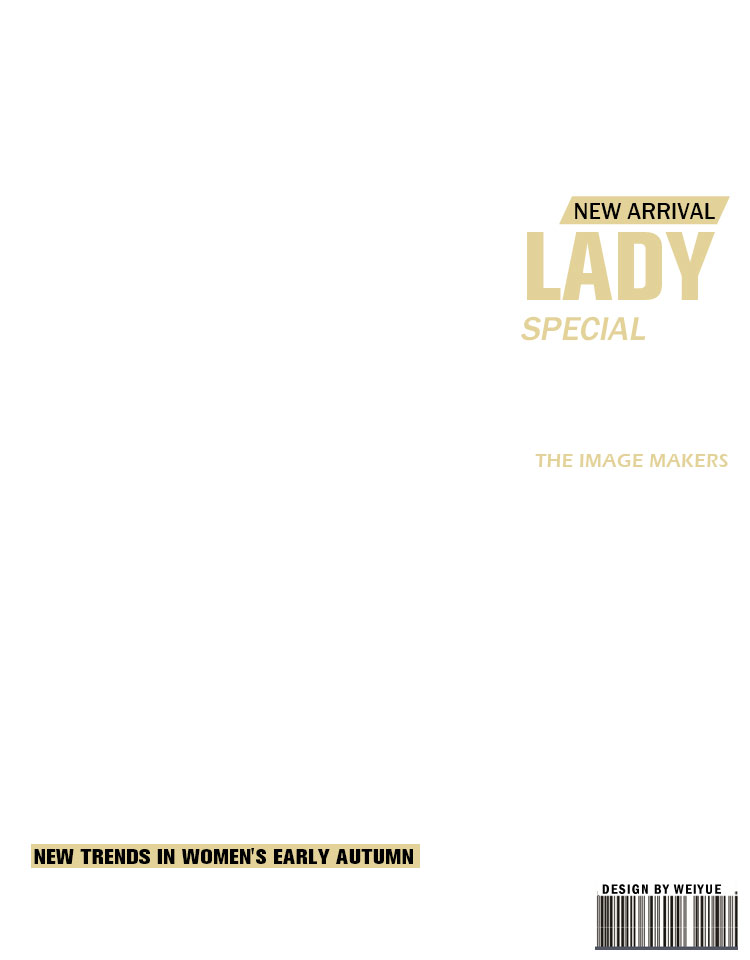 NEW ARRIVAL
LADY
SPECIAL
THE IMAGE MAKERS
NEW TRENDS IN WOMEN'S EARLY AUTUMN
DESIGN BY WEIYUE